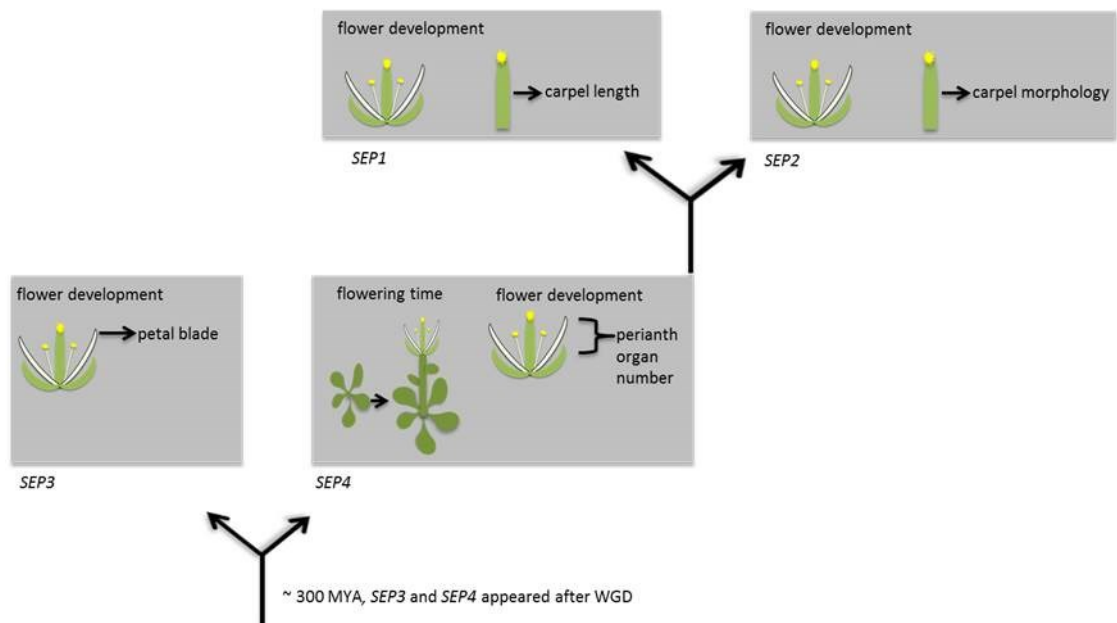 flower development
carpel length
SEP1
flower development
carpel morphology
SEP2
flower development
petal blade
SEP3
flowering time
flower development
perianth
organ
number
SEP4
~ 300 MYA, SEP3 and SEP4 appeared after WGD